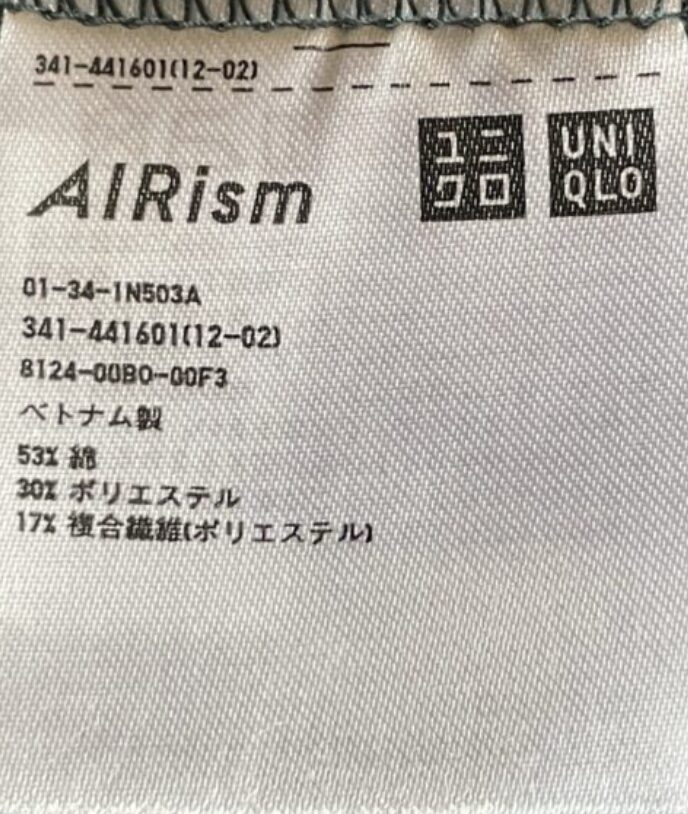 341-441601(12-02)
AIRism
ユニクロ
UNIQLO
01-34-1N503A
341-441601(12-02)
8124-00B0-00F3
ベトナム製
53% 綿
30% ポリエステル
17% 複合繊維(ポリエステル)